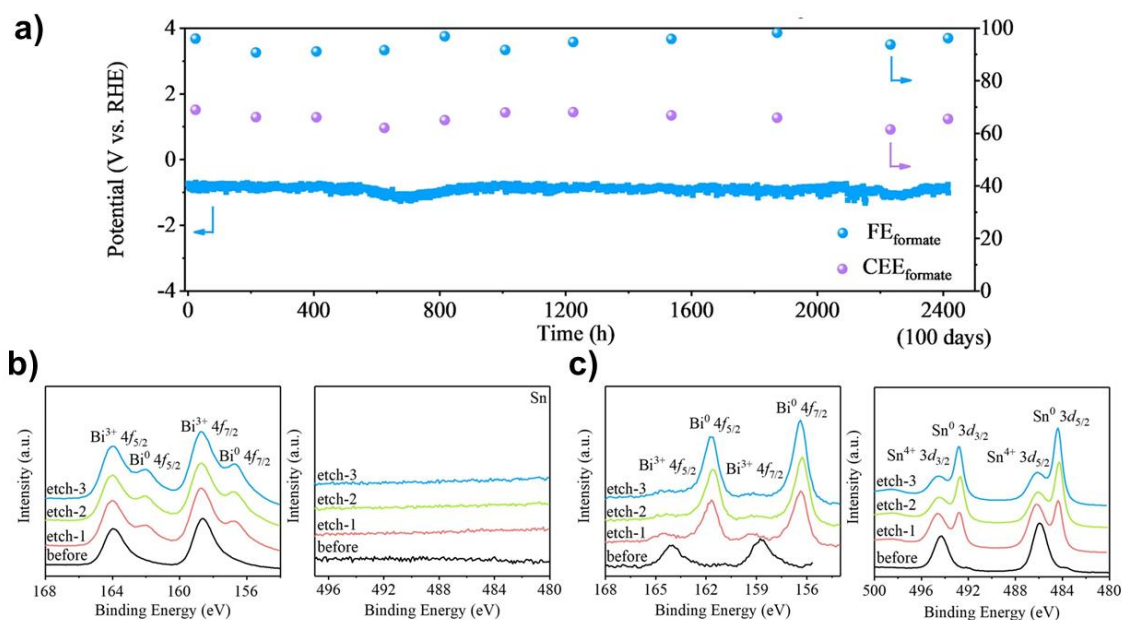 a)
4
2
0
-2
-4
Potential (V vs. RHE)
100
80
60
40
20
0
FE formate
CEE formate
0 400 800 1200 1600 2000 2400
Time (h)
(100 days)
b)
Intensity (a.u.)
Bi³⁺ 4f₅/₂
Bi⁰ 4f₅/₂
Bi³⁺ 4f₇/₂
Bi⁰ 4f₇/₂
etch-3
etch-2
etch-1
before
168 164 160 156
Binding Energy (eV)
Intensity (a.u.)
Sn
etch-3
etch-2
etch-1
before
496 492 488 484 480
Binding Energy (eV)
c)
Intensity (a.u.)
Bi³⁺ 4f₅/₂
Bi⁰ 4f₅/₂
Bi³⁺ 4f₇/₂
Bi⁰ 4f₇/₂
etch-3
etch-2
etch-1
before
168 165 162 159 156
Binding Energy (eV)
Intensity (a.u.)
Sn⁴⁺ 3d₃/₂
Sn⁰ 3d₃/₂
Sn⁴⁺ 3d₅/₂
Sn⁰ 3d₅/₂
etch-3
etch-2
etch-1
before
500 496 492 488 484 480
Binding Energy (eV)